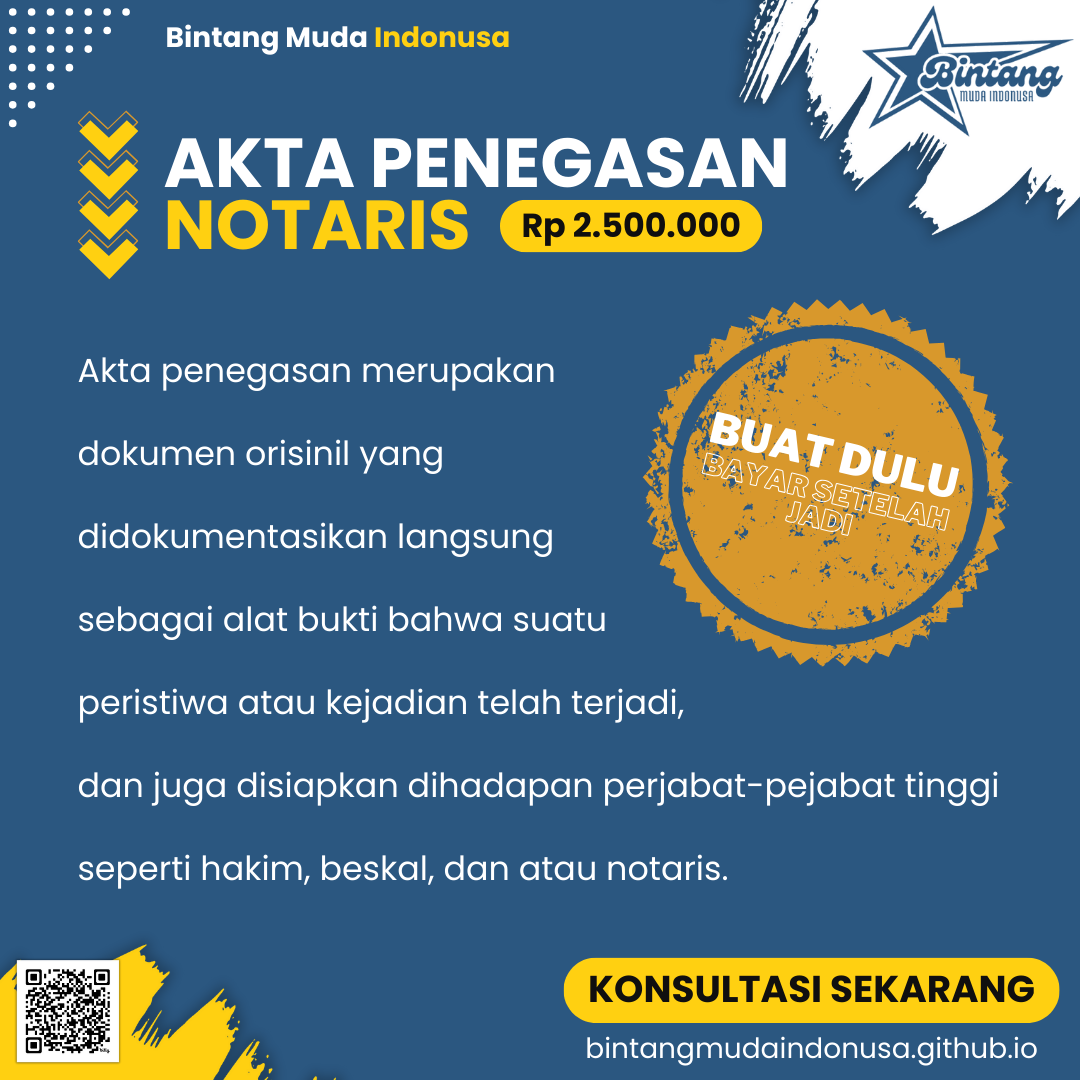 Bintang Muda Indonusa
Bintang
MUDA INDONUSA
AKTA PENEGASAN
NOTARIS
Rp 2.500.000
Akta penegasan merupakan
dokumen orisinil yang
didokumentasikan langsung
sebagai alat bukti bahwa suatu
peristiwa atau kejadian telah terjadi,
dan juga disiapkan dihadapan perjabat-pejabat tinggi
seperti hakim, beskal, dan atau notaris.
BUAT DULU
BAYAR SETELAH
JADI
KONSULTASI SEKARANG
bintangmudaindonusa.github.io